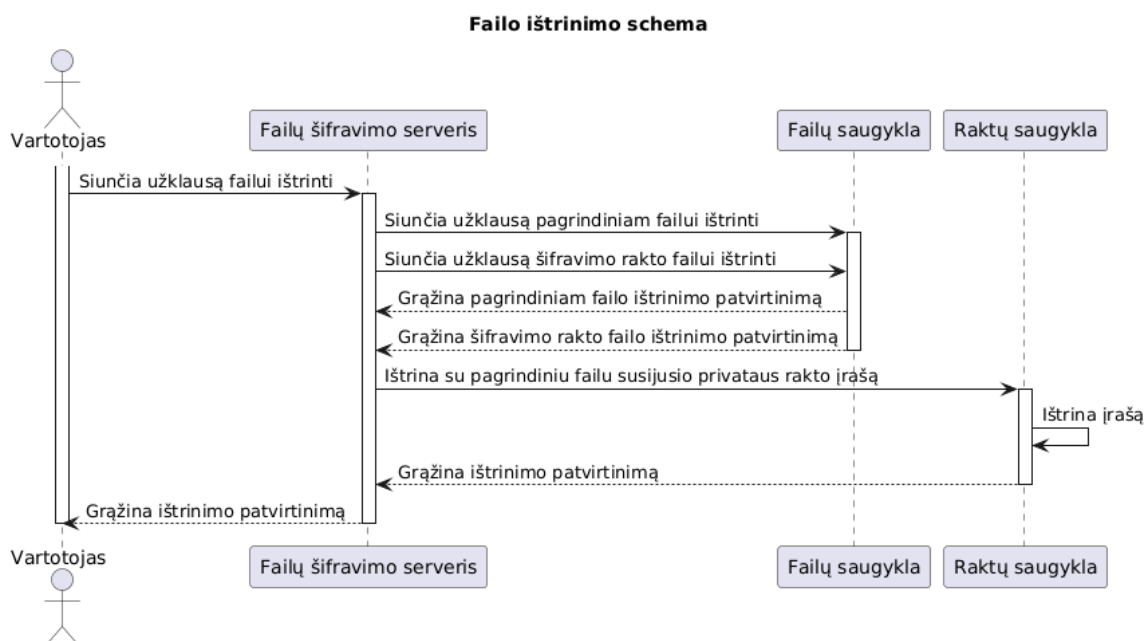 Failo ištrinimo schema
Vartotojas
Failų šifravimo serveris
Failų saugykla
Raktų saugykla
Siunčia užklausą failui ištrinti
Siunčia užklausą pagrindiniam failui ištrinti
Siunčia užklausą šifravimo rakto failui ištrinti
Grąžina pagrindiniam failo ištrinimo patvirtinimą
Grąžina šifravimo rakto failo ištrinimo patvirtinimą
Ištrina su pagrindiniu failu susijusio privataus rakto įrašą
Ištrina įrašą
Grąžina ištrinimo patvirtinimą
Grąžina ištrinimo patvirtinimą
Vartotojas
Failų šifravimo serveris
Failų saugykla
Raktų saugykla